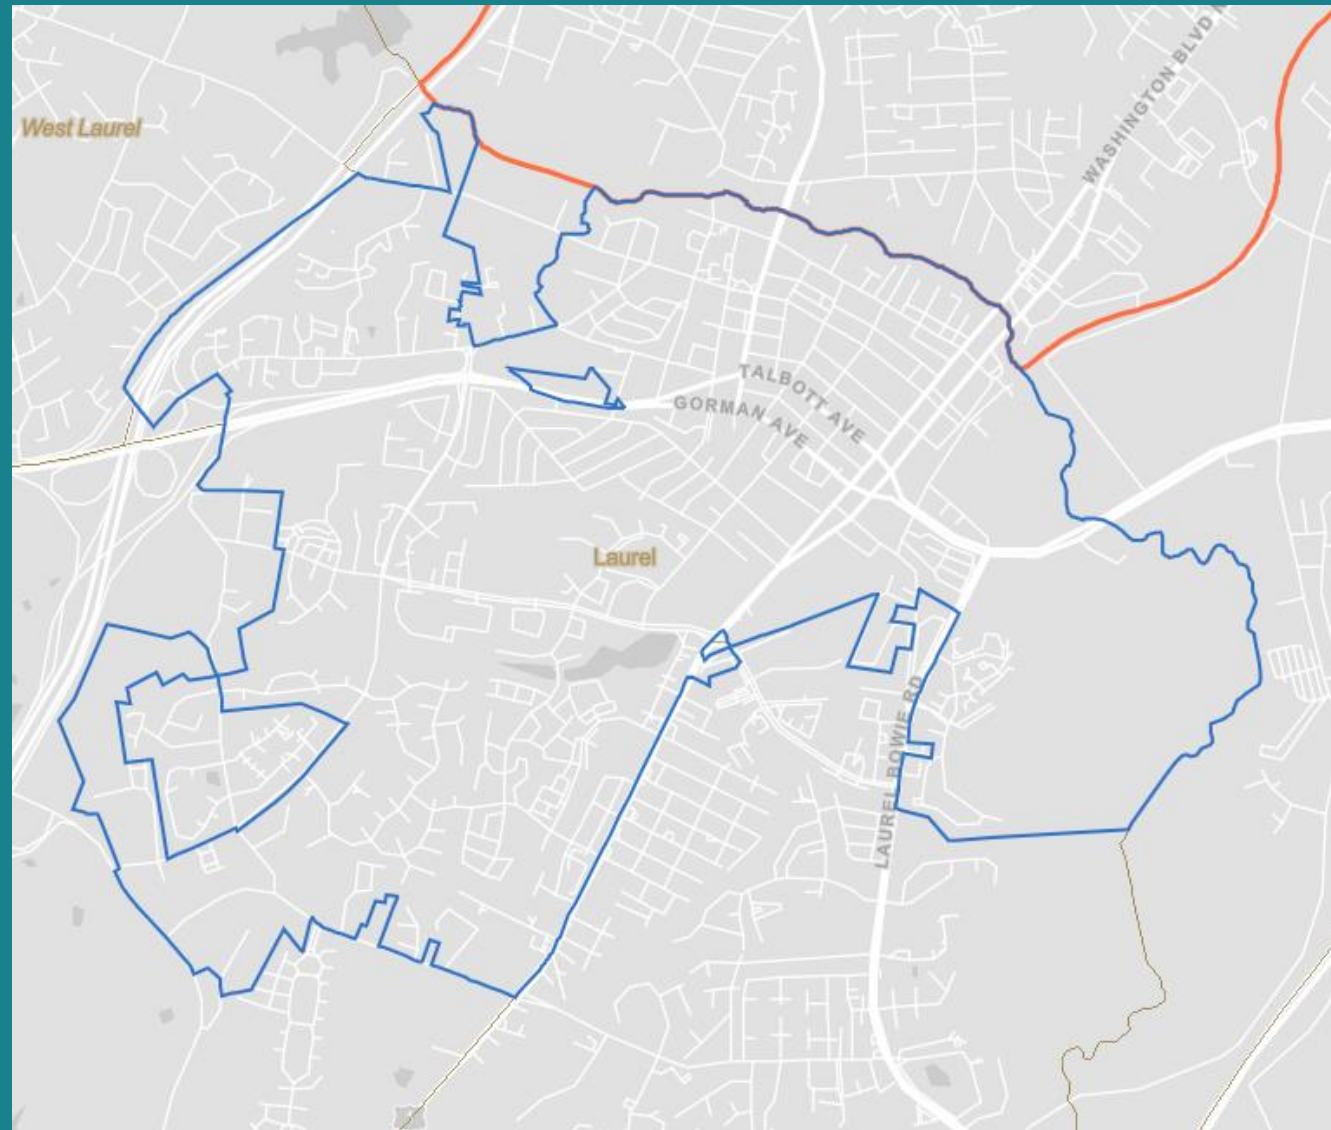 WASHINGTON BLVD
West Laurel
TALBOTT AVE
GORMAN AVE
Laurel
LAUREL BOWIE RD